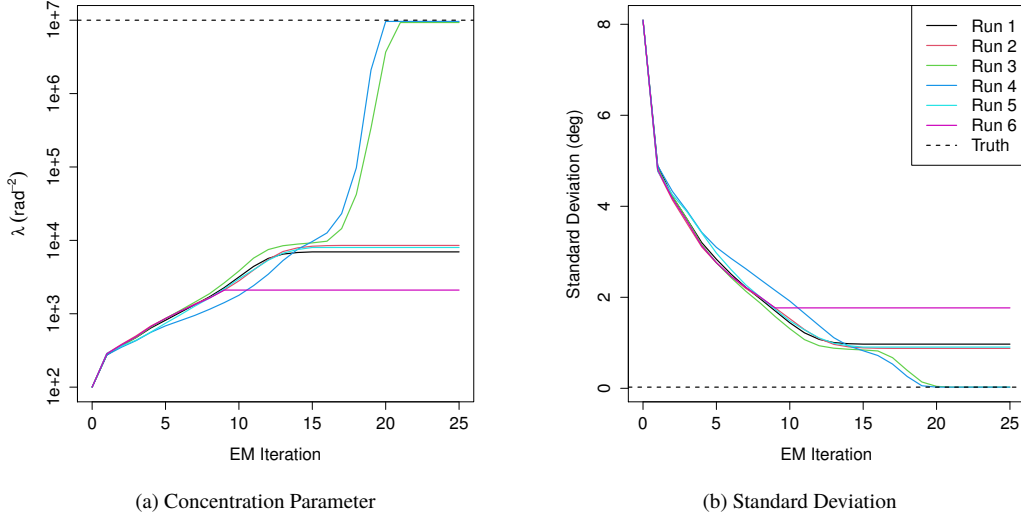 1e+7
1e+6
1e+5
1e+4
1e+3
1e+2
λ (rad⁻²)
0 5 10 15 20 25
EM Iteration
(a) Concentration Parameter
8
6
4
2
0
Standard Deviation (deg)
0 5 10 15 20 25
EM Iteration
Run 1
Run 2
Run 3
Run 4
Run 5
Run 6
Truth
(b) Standard Deviation